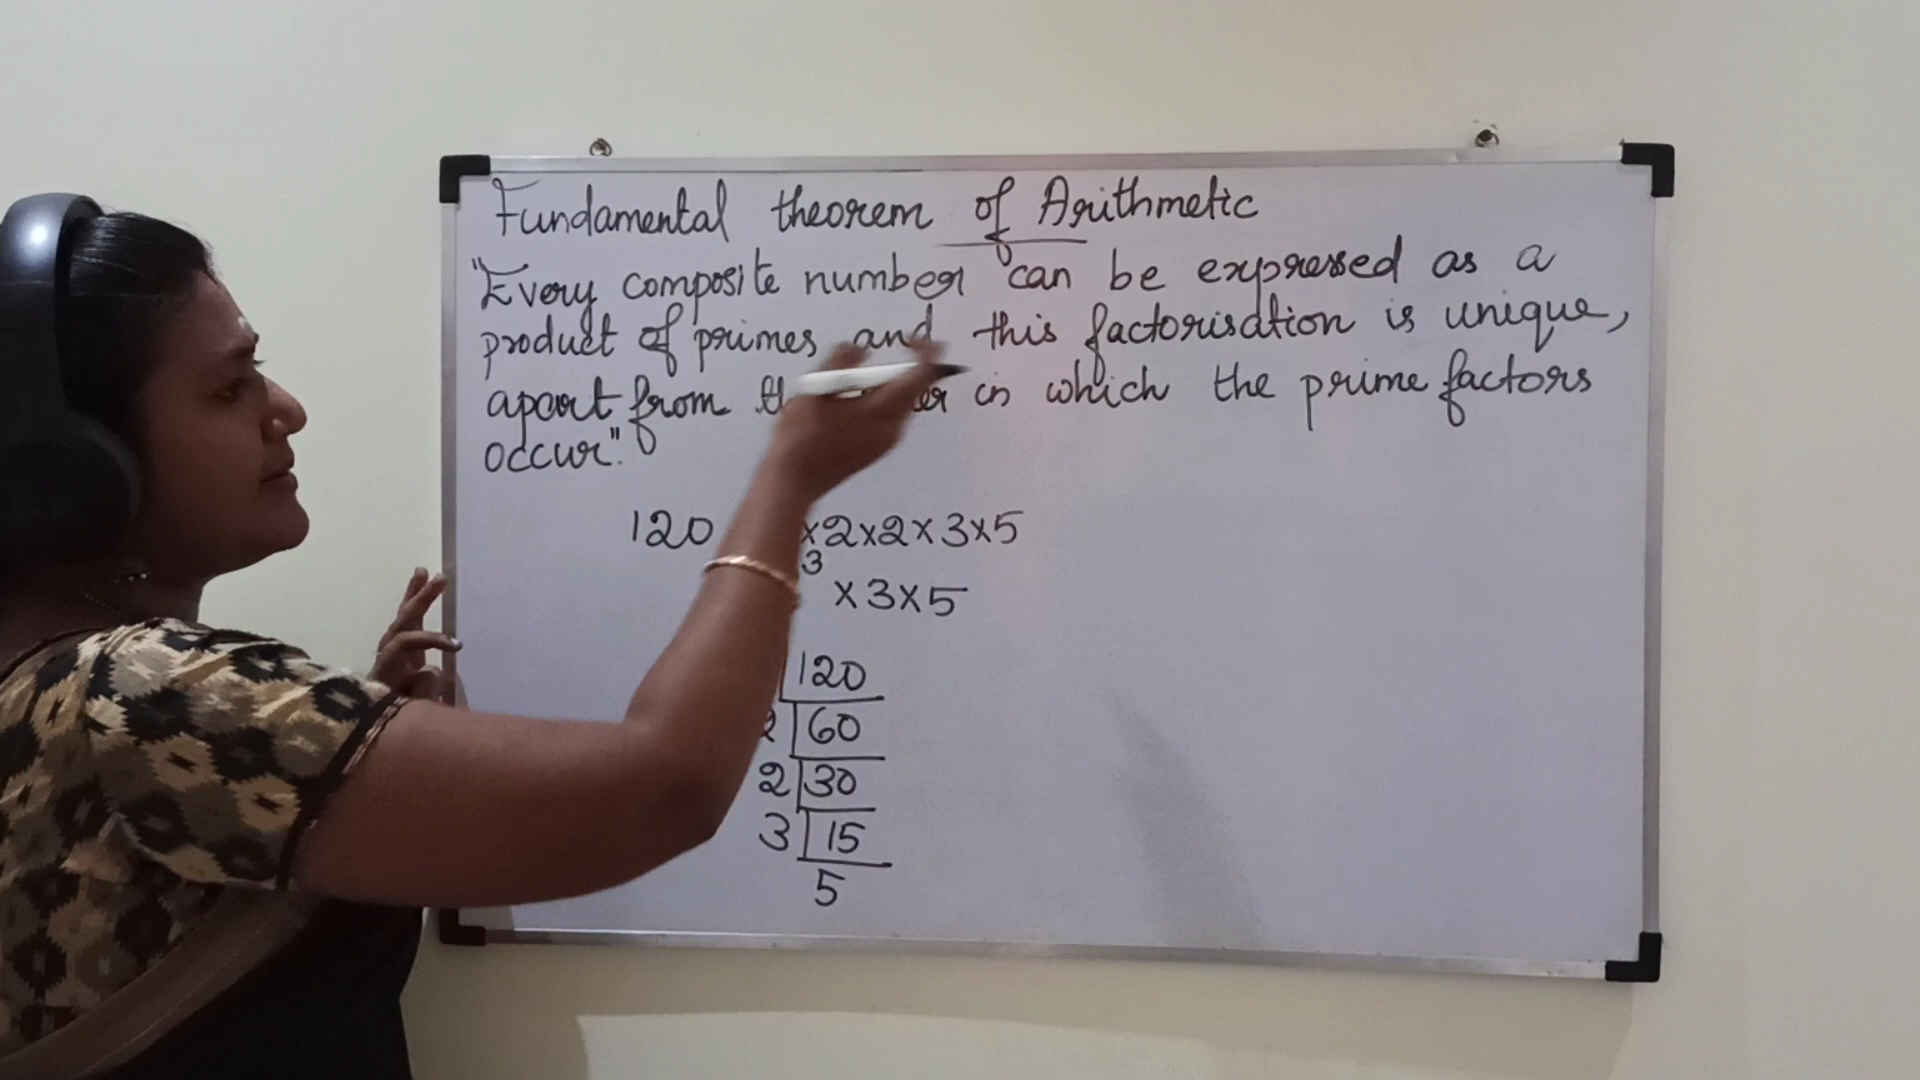 Fundamental theorem of Arithmetic
"Every composite number can be expressed as a
product of primes and this factorisation is unique,
apart from in which the prime factors
occur".
120 ×2×2×3×5
3
×3×5
120
2 60
2 30
3 15
5